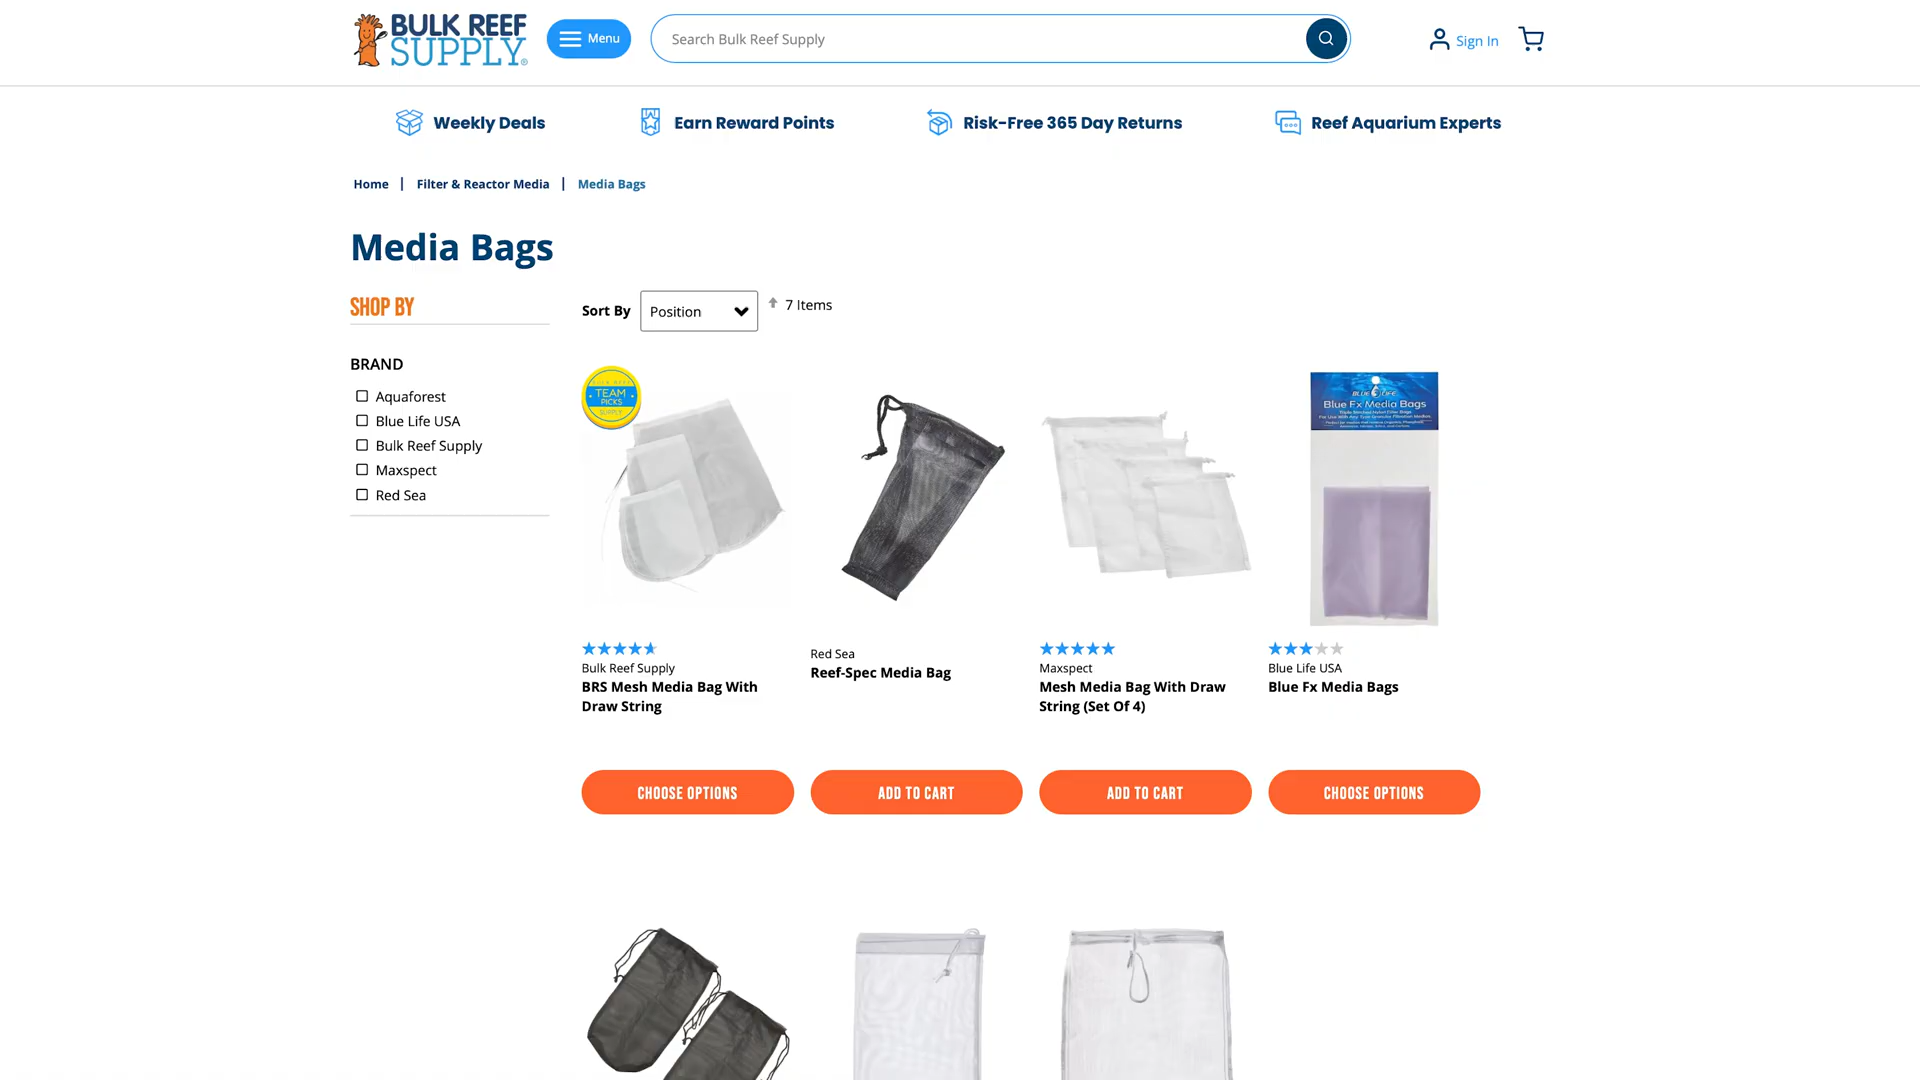 BULK REEF
SUPPLY®
Menu
Search Bulk Reef Supply
Sign In
Weekly Deals
Earn Reward Points
Risk-Free 365 Day Returns
Reef Aquarium Experts
Home | Filter & Reactor Media | Media Bags
Media Bags
SHOP BY
Sort By
Position
7 Items
BRAND
Aquaforest
Blue Life USA
Bulk Reef Supply
Maxspect
Red Sea
BULK REEF
TEAM
PICKS
SUPPLY
BLUE LIFE
Blue Fx Media Bags
Bulk Reef Supply
BRS Mesh Media Bag With
Draw String
Red Sea
Reef-Spec Media Bag
Maxspect
Mesh Media Bag With Draw
String (Set Of 4)
Blue Life USA
Blue Fx Media Bags
CHOOSE OPTIONS
ADD TO CART
ADD TO CART
CHOOSE OPTIONS